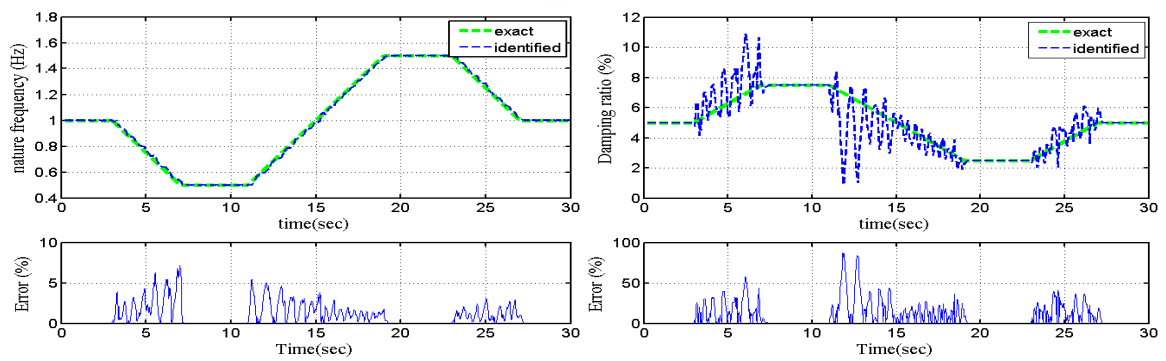 nature frequency (Hz)
1.8
1.6
1.4
1.2
1
0.8
0.6
0.4
exact
identified
0 5 10 15 20 25 30
time(sec)
Error (%)
10
5
0
0 5 10 15 20 25 30
Time(sec)
Damping ratio (%)
12
10
8
6
4
2
0
exact
identified
0 5 10 15 20 25 30
time(sec)
Error (%)
100
50
0
0 5 10 15 20 25 30
Time(sec)